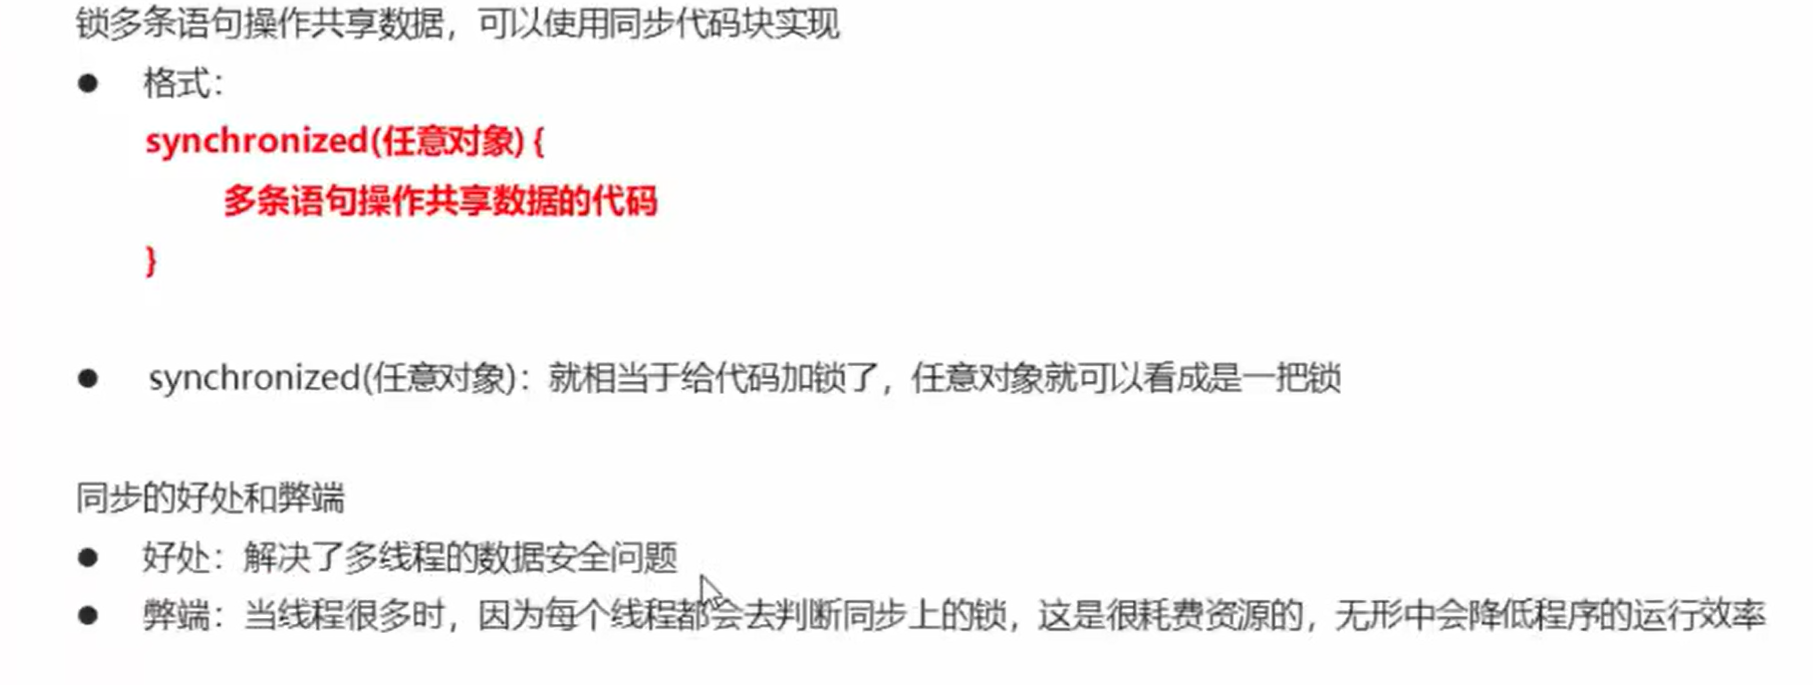 锁多条语句操作共享数据，可以使用同步代码块实现
● 格式：
synchronized(任意对象) {
多条语句操作共享数据的代码
}
● synchronized(任意对象)：就相当于给代码加锁了，任意对象就可以看成是一把锁
同步的好处和弊端
● 好处：解决了多线程的数据安全问题
● 弊端：当线程很多时，因为每个线程都会去判断同步上的锁，这是很耗费资源的，无形中会降低程序的运行效率